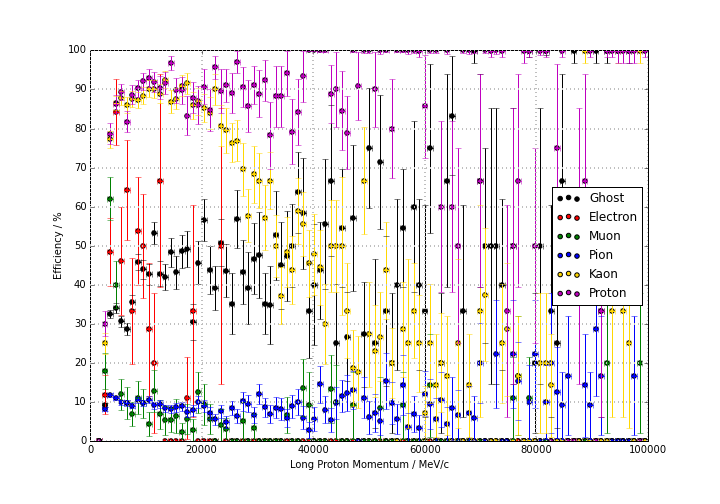 100
90
80
70
60
50
40
30
20
10
0
Efficiency / %
Ghost
Electron
Muon
Pion
Kaon
Proton
0 20000 40000 60000 80000 100000
Long Proton Momentum / MeV/c